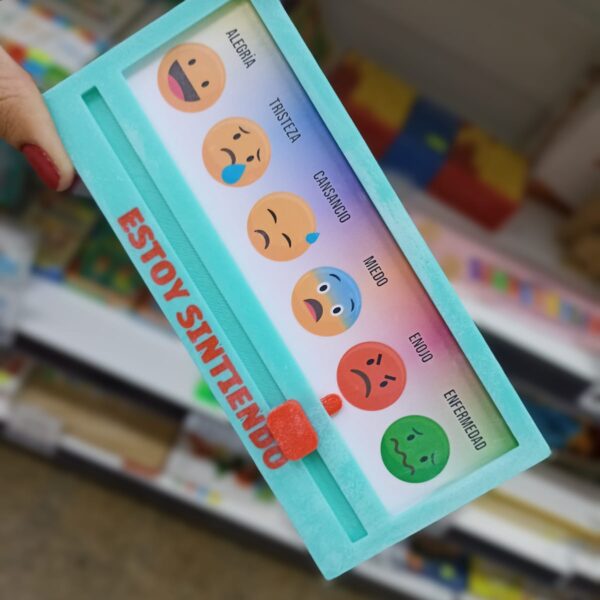 ESTOY SINTIENDO
ALEGRÍA
TRISTEZA
CANSANCIO
MIEDO
ENOJO
ENFERMEDAD